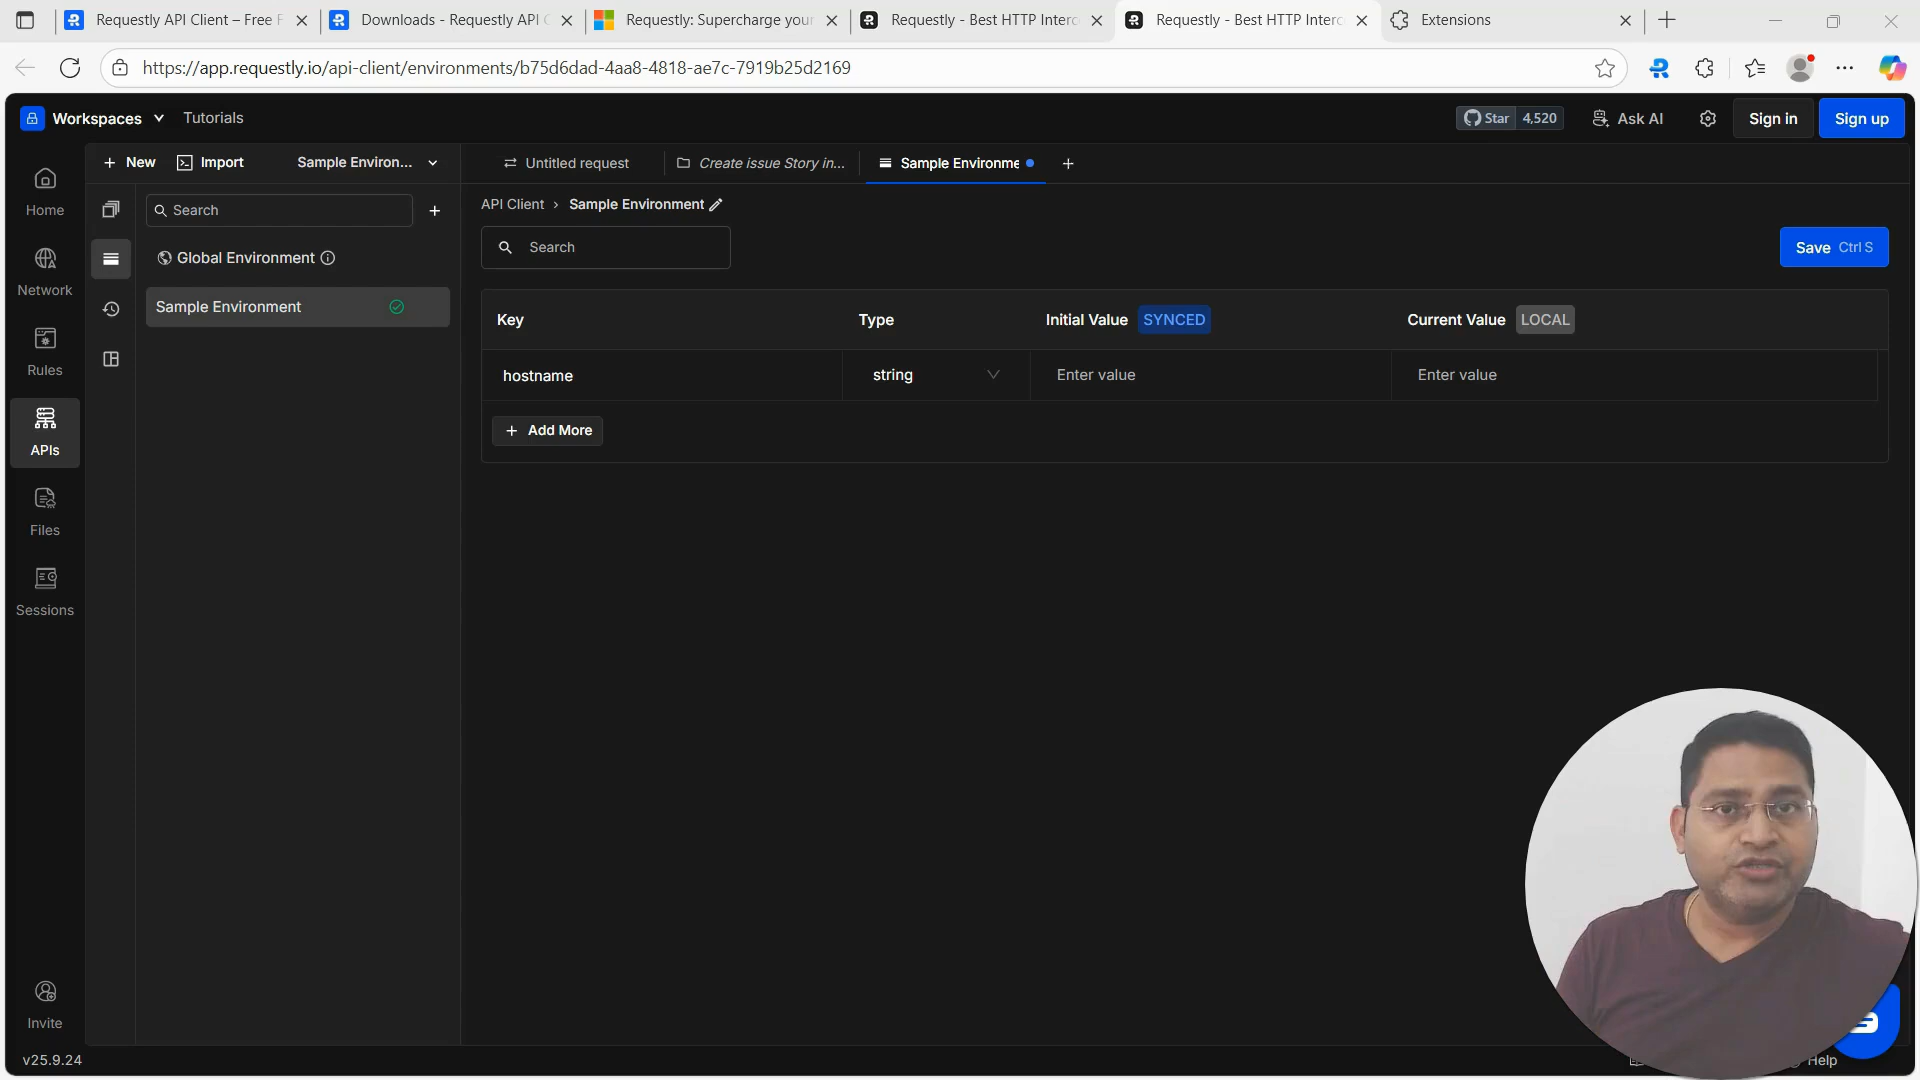 Requestly API Client – Free F
Downloads - Requestly API C
Requestly: Supercharge your
Requestly - Best HTTP Interc
Requestly - Best HTTP Interc
Extensions
https://app.requestly.io/api-client/environments/b75d6dad-4aa8-4818-ae7c-7919b25d2169
Workspaces
Tutorials
Star 4,520
Ask AI
Sign in
Sign up
New
Import
Sample Environ...
Untitled request
Create issue Story in...
Sample Environme
Home
Network
Rules
APIs
Files
Sessions
Invite
v25.9.24
Search
Global Environment
Sample Environment
API Client > Sample Environment
Search
Save Ctrl S
Key Type Initial Value SYNCED Current Value LOCAL
hostname string Enter value Enter value
+ Add More
Help